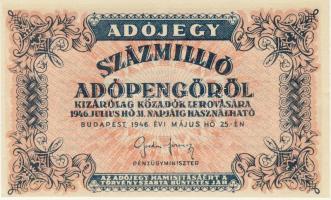 ADÓJEGY
SZÁZMILLIÓ
ADÓPENGŐRŐL
KIZÁRÓLAG KÖZADÓK LEROVÁSÁRA
1946. JÚLIUS HÓ 31. NAPJÁIG HASZNÁLHATÓ
BUDAPEST 1946. ÉVI MÁJUS HÓ 25-ÉN
PÉNZÜGYMINISZTER
AZ ADÓJEGY HAMISÍTÁSÁÉRT A
TÖRVÉNYSZABTA BÜNTETÉS JÁR